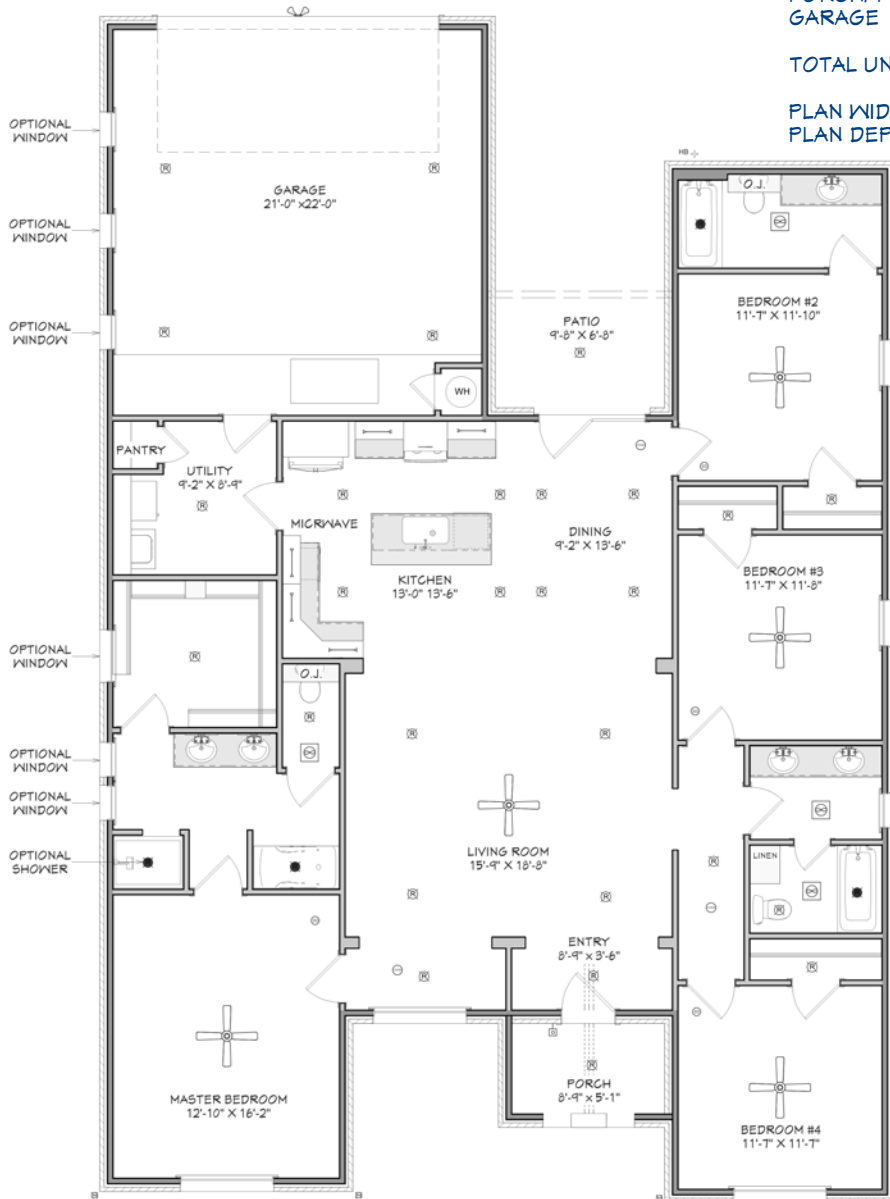 GARAGE
TOTAL UN
PLAN WID
PLAN DEP
HB
OPTIONAL
WINDOW
GARAGE
21'-0" x22'-0"
O.J.
OPTIONAL
WINDOW
BEDROOM #2
11'-7" X 11'-10"
OPTIONAL
WINDOW
PATIO
9'-8" X 6'-8"
WH
PANTRY
UTILITY
9'-2" X 8'-9"
MICRWAVE
DINING
9'-2" X 13'-6"
KITCHEN
13'-0" 13'-6"
BEDROOM #3
11'-7" X 11'-8"
OPTIONAL
WINDOW
O.J.
OPTIONAL
WINDOW
OPTIONAL
WINDOW
OPTIONAL
SHOWER
LIVING ROOM
15'-9" X 18'-8"
LINEN
ENTRY
8'-9" x 3'-6"
MASTER BEDROOM
12'-10" X 16'-2"
PORCH
8'-9" x 5'-1"
BEDROOM #4
11'-7" X 11'-7"